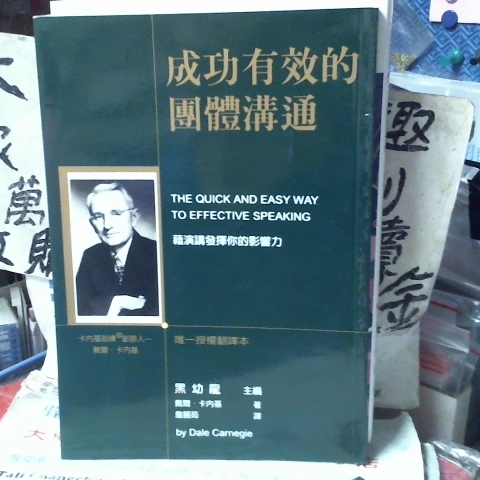 成功有效的
團體溝通
THE QUICK AND EASY WAY
TO EFFECTIVE SPEAKING
藉演講發揮你的影響力
卡內基訓練®創辦人—
戴爾·卡內基
唯一授權翻譯本
黑幼龍 主編
戴爾·卡內基 著
詹麗茹 譯
by Dale Carnegie
萬
賣
金